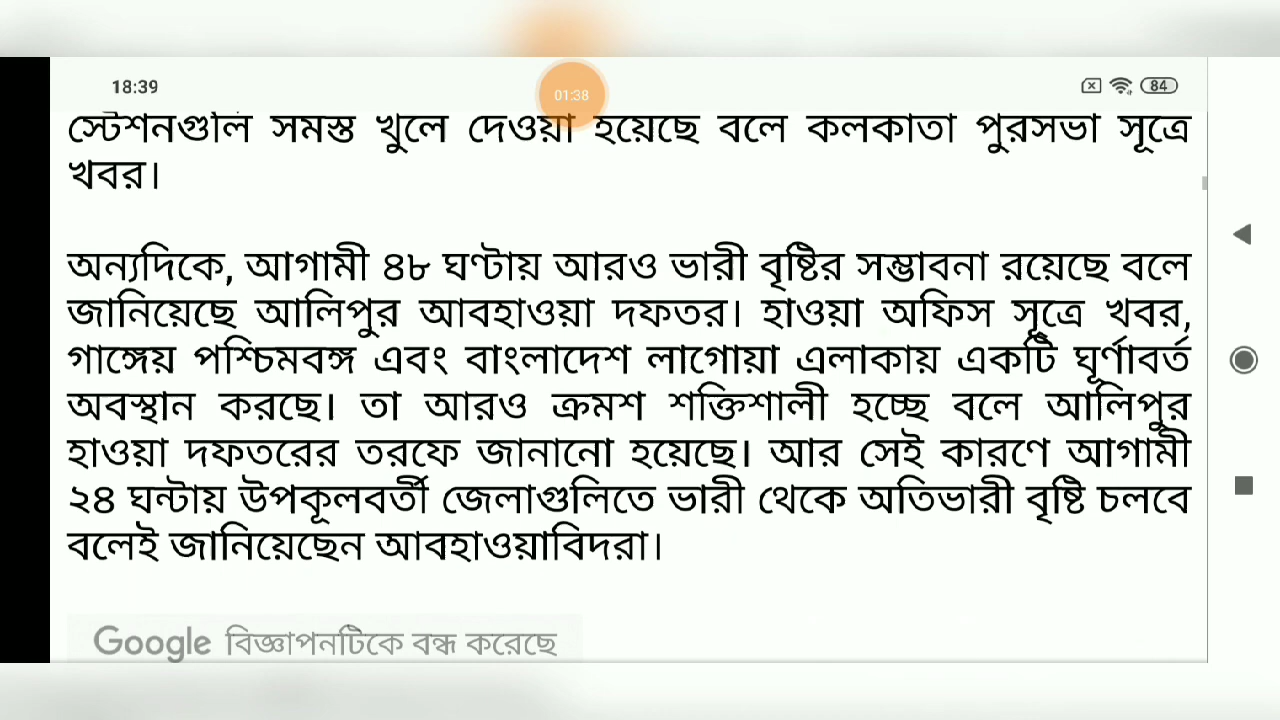 18:39
01:38
84
স্টেশনগুলি সমস্ত খুলে দেওয়া হয়েছে বলে কলকাতা পুরসভা সূত্রে
খবর।
অন্যদিকে, আগামী ৪৮ ঘণ্টায় আরও ভারী বৃষ্টির সম্ভাবনা রয়েছে বলে
জানিয়েছে আলিপুর আবহাওয়া দফতর। হাওয়া অফিস সূত্রে খবর,
গাঙ্গেয় পশ্চিমবঙ্গ এবং বাংলাদেশ লাগোয়া এলাকায় একটি ঘূর্ণাবর্ত
অবস্থান করছে। তা আরও ক্রমশ শক্তিশালী হচ্ছে বলে আলিপুর
হাওয়া দফতরের তরফে জানানো হয়েছে। আর সেই কারণে আগামী
২৪ ঘন্টায় উপকূলবর্তী জেলাগুলিতে ভারী থেকে অতিভারী বৃষ্টি চলবে
বলেই জানিয়েছেন আবহাওয়াবিদরা।
Google বিজ্ঞাপনটিকে বন্ধ করেছে